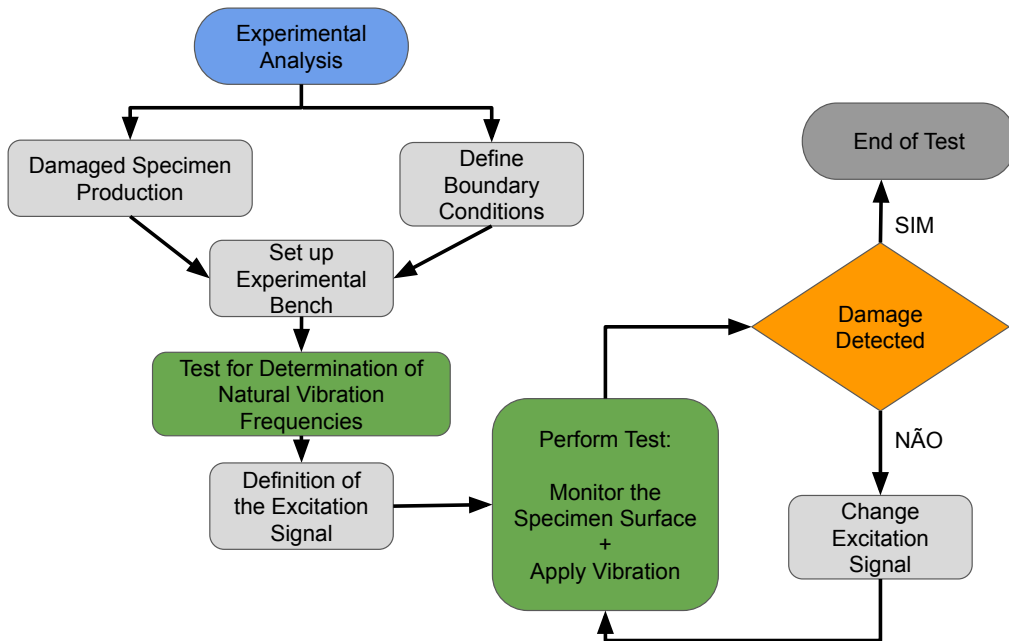 Experimental
Analysis
Damaged Specimen
Production
Define
Boundary
Conditions
Set up
Experimental
Bench
Test for Determination of
Natural Vibration
Frequencies
Definition of
the Excitation
Signal
Perform Test:
Monitor the
Specimen Surface
+
Apply Vibration
End of Test
SIM
Damage
Detected
NÃO
Change
Excitation
Signal